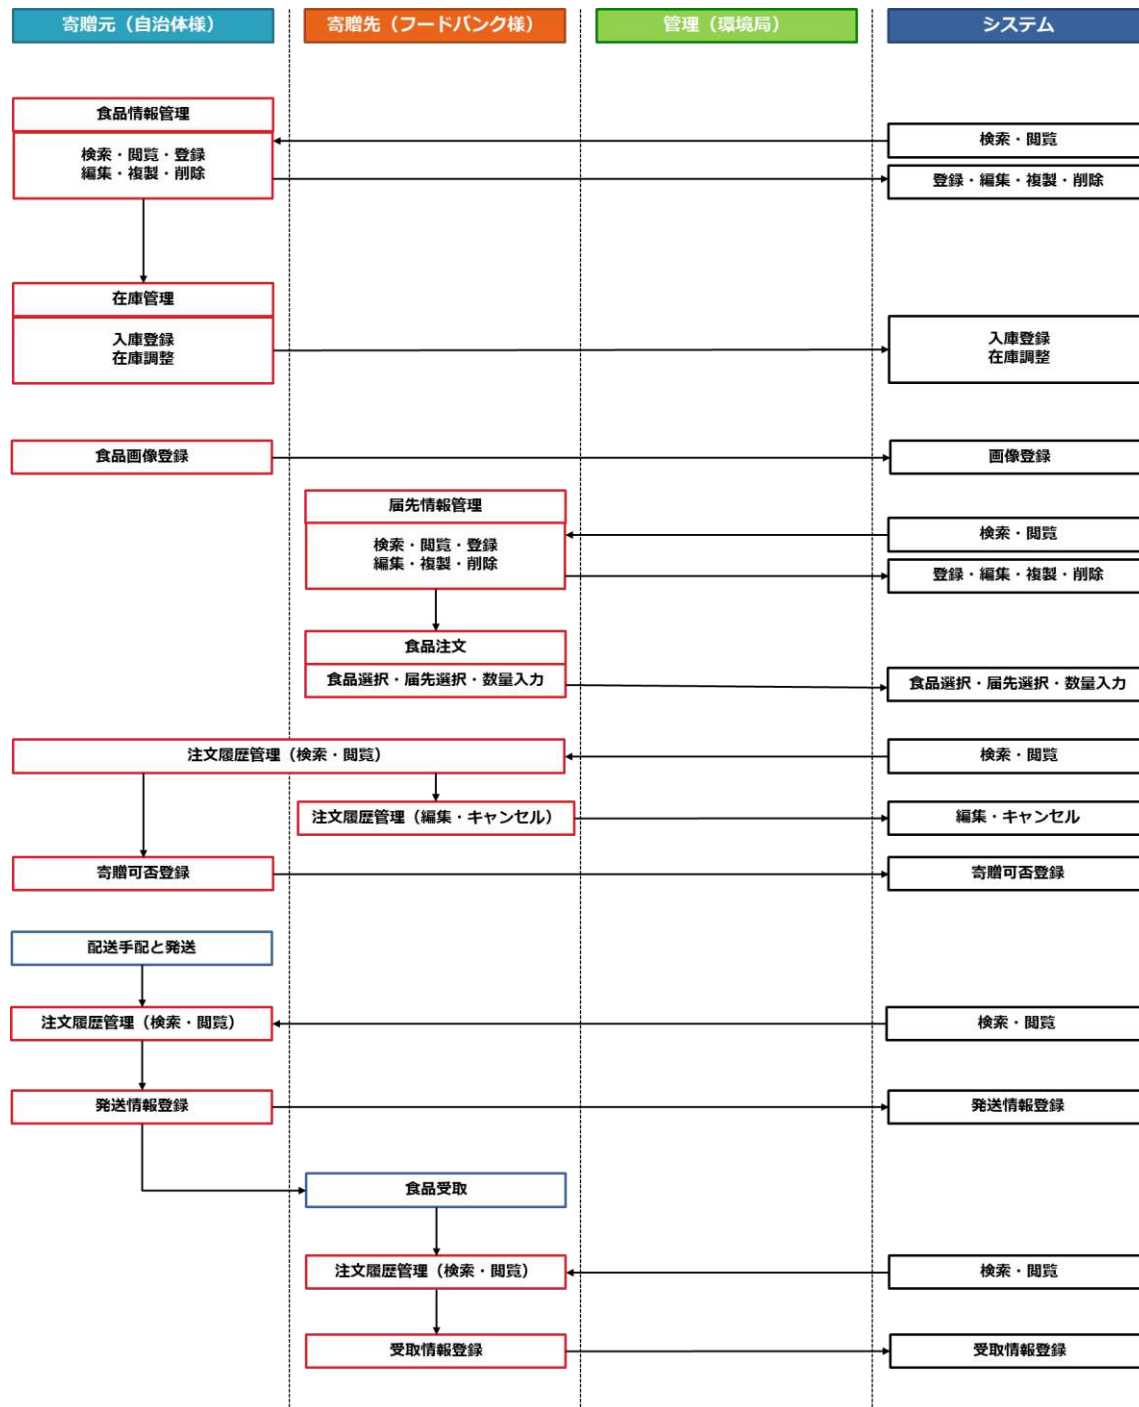 寄贈元（自治体様）
寄贈先（フードバンク様）
管理（環境局）
システム
食品情報管理
検索・閲覧・登録
編集・複製・削除
検索・閲覧
登録・編集・複製・削除
在庫管理
入庫登録
在庫調整
入庫登録
在庫調整
食品画像登録
画像登録
届先情報管理
検索・閲覧・登録
編集・複製・削除
検索・閲覧
登録・編集・複製・削除
食品注文
食品選択・届先選択・数量入力
食品選択・届先選択・数量入力
注文履歴管理（検索・閲覧）
検索・閲覧
注文履歴管理（編集・キャンセル）
編集・キャンセル
寄贈可否登録
寄贈可否登録
配送手配と発送
注文履歴管理（検索・閲覧）
検索・閲覧
発送情報登録
発送情報登録
食品受取
注文履歴管理（検索・閲覧）
検索・閲覧
受取情報登録
受取情報登録